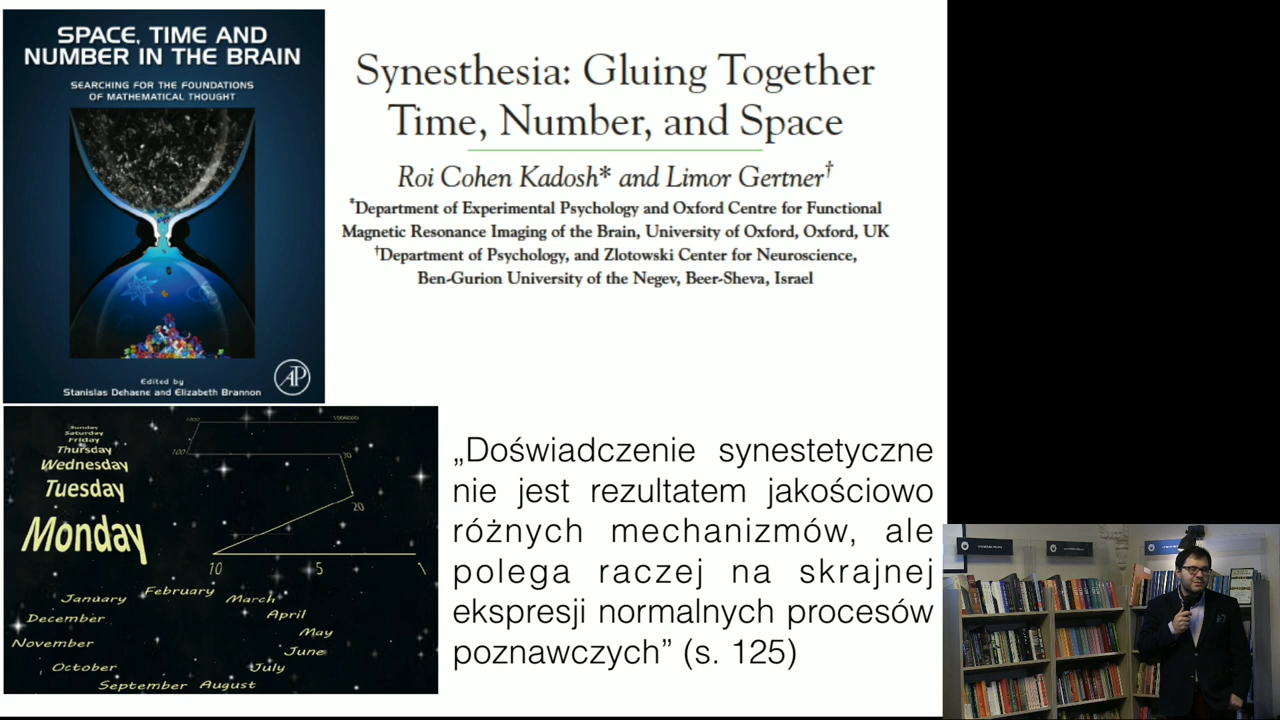 SPACE, TIME AND
NUMBER IN THE BRAIN
SEARCHING FOR THE FOUNDATIONS
OF MATHEMATICAL THOUGHT
Edited by
Stanislas Dehaene and Elizabeth Brannon
AP
Synesthesia: Gluing Together
Time, Number, and Space
Roi Cohen Kadosh* and Limor Gertner†
*Department of Experimental Psychology and Oxford Centre for Functional
Magnetic Resonance Imaging of the Brain, University of Oxford, Oxford, UK
†Department of Psychology, and Zlotowski Center for Neuroscience,
Ben-Gurion University of the Negev, Beer-Sheva, Israel
Sunday
Saturday
Friday
Thursday
Wednesday
Tuesday
Monday
1000
100
20
10 5 1
January February March
December April
November May
October June
September August July
„Doświadczenie synestetyczne
nie jest rezultatem jakościowo
różnych mechanizmów, ale
polega raczej na skrajnej
ekspresji normalnych procesów
poznawczych” (s. 125)